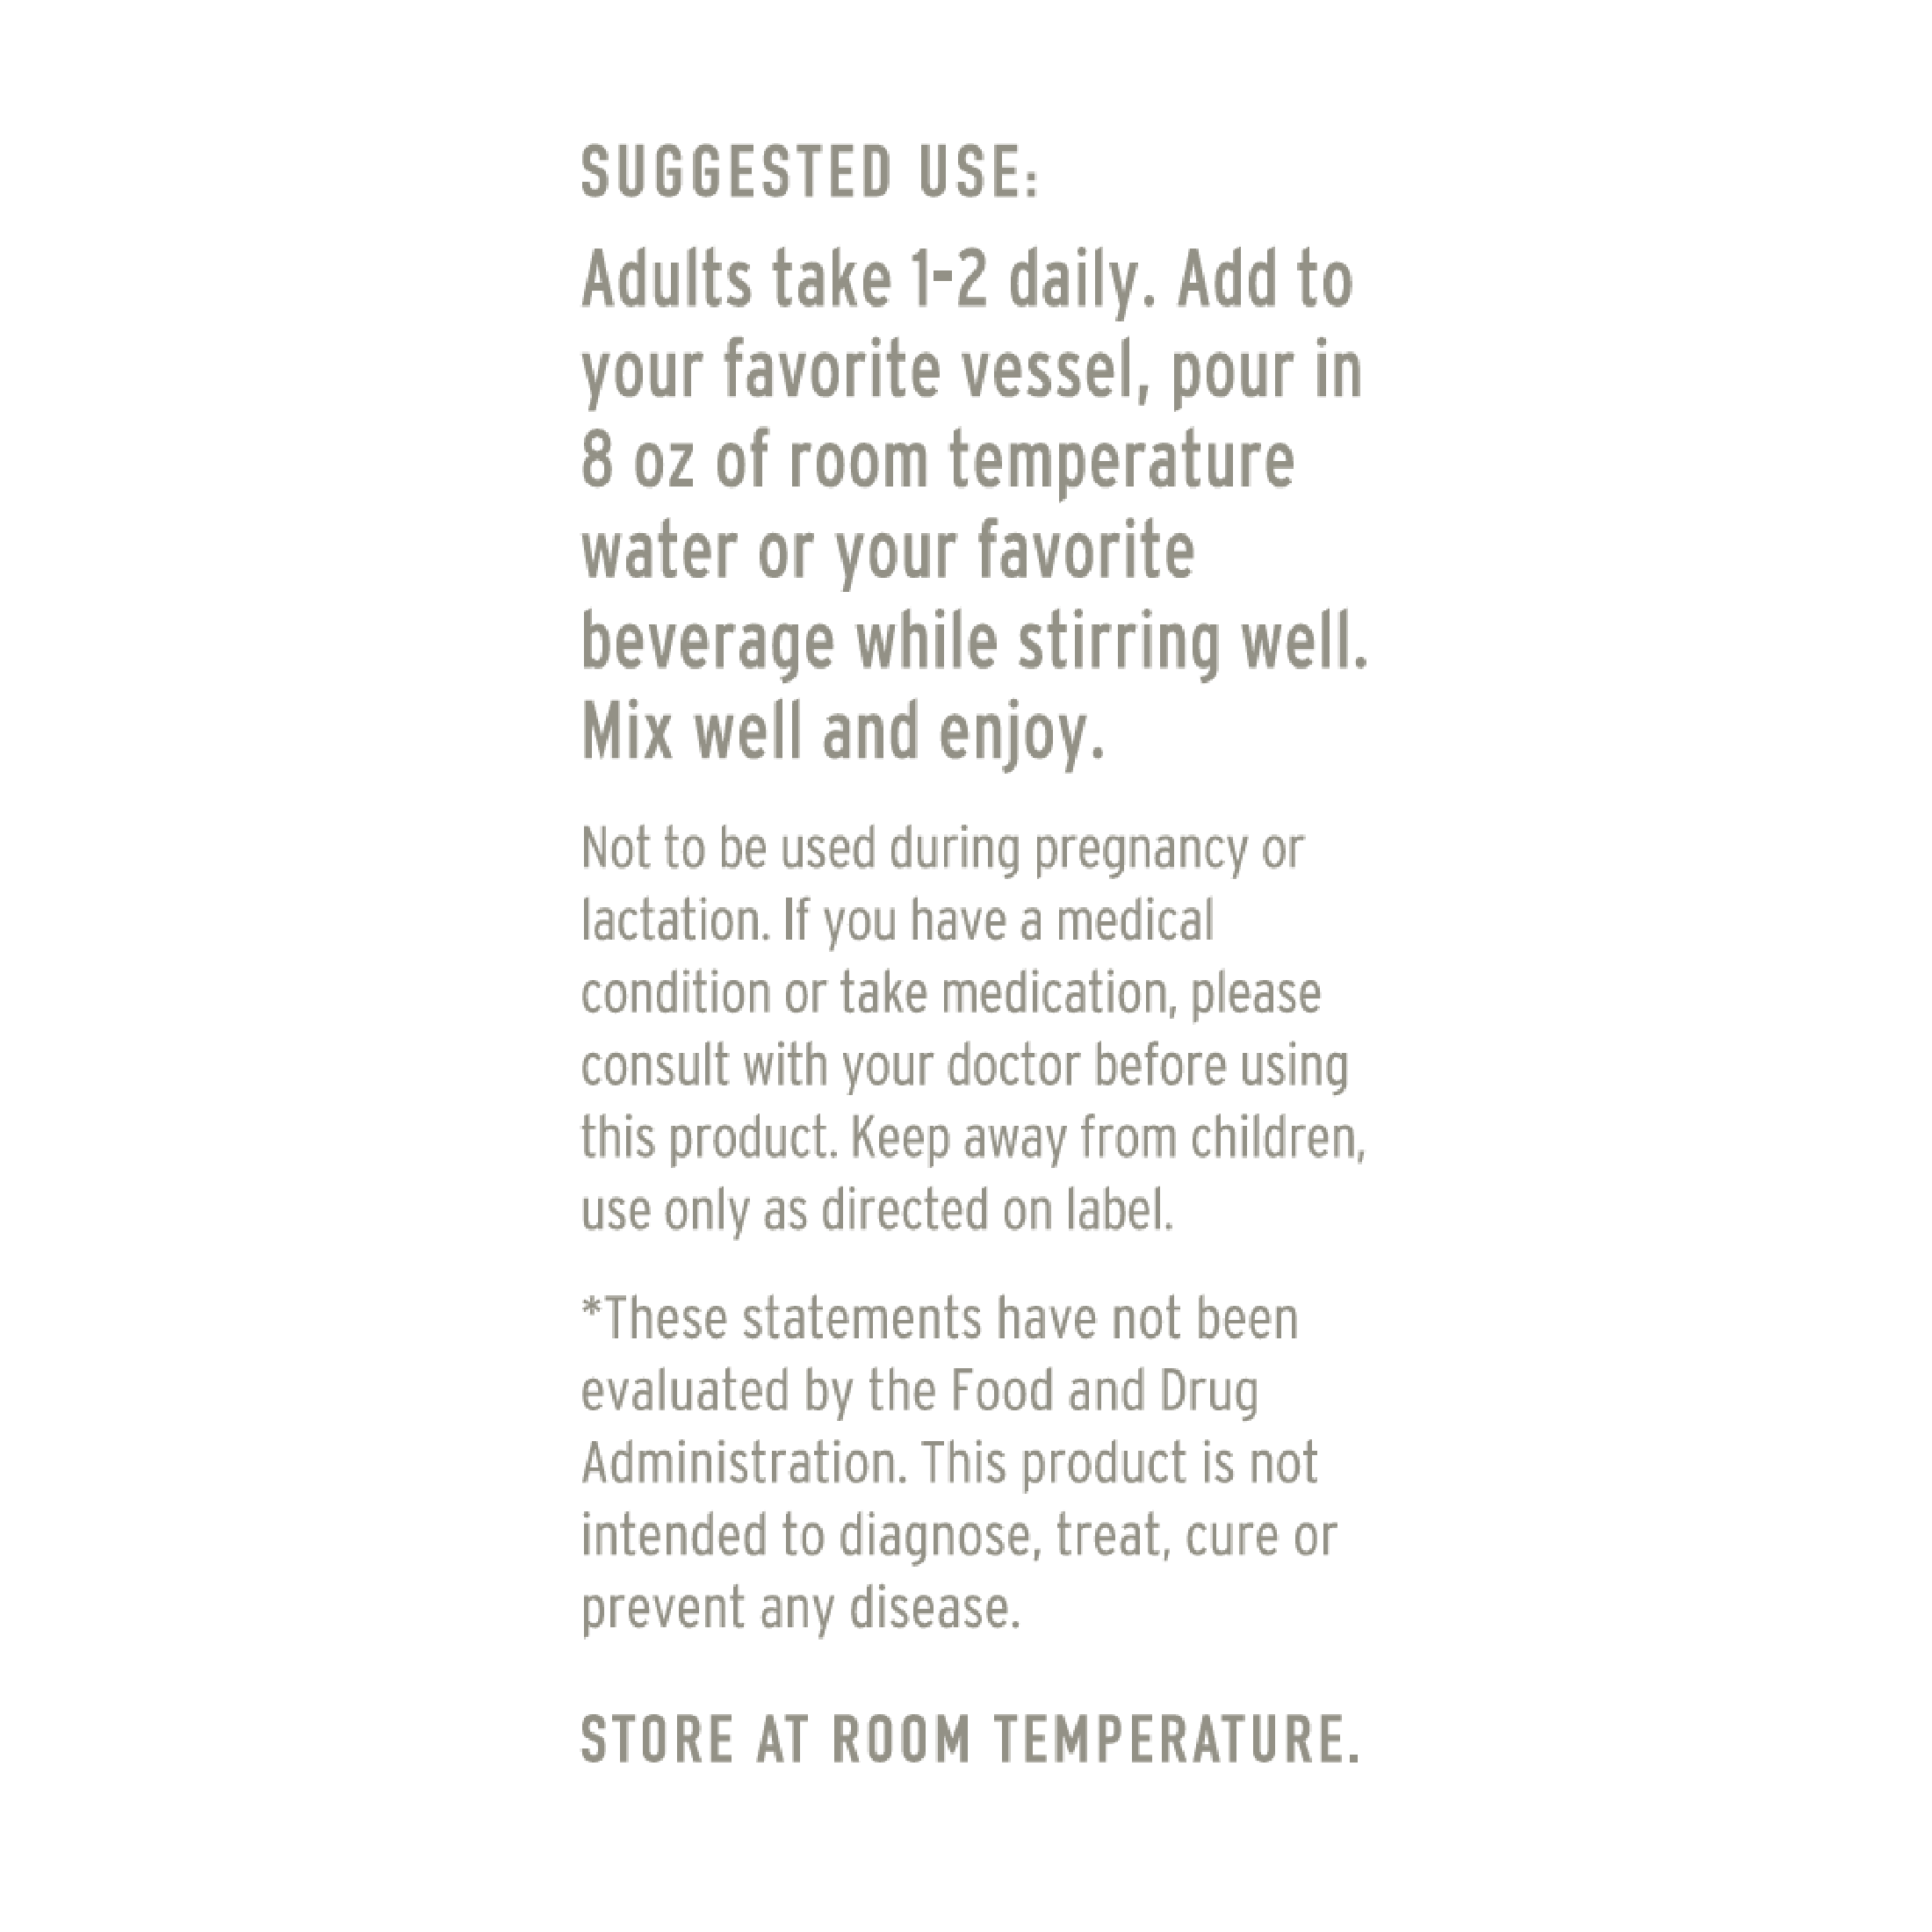 SUGGESTED USE:
Adults take 1-2 daily. Add to
your favorite vessel, pour in
8 oz of room temperature
water or your favorite
beverage while stirring well.
Mix well and enjoy.
Not to be used during pregnancy or
lactation. If you have a medical
condition or take medication, please
consult with your doctor before using
this product. Keep away from children,
use only as directed on label.
*These statements have not been
evaluated by the Food and Drug
Administration. This product is not
intended to diagnose, treat, cure or
prevent any disease.
STORE AT ROOM TEMPERATURE.